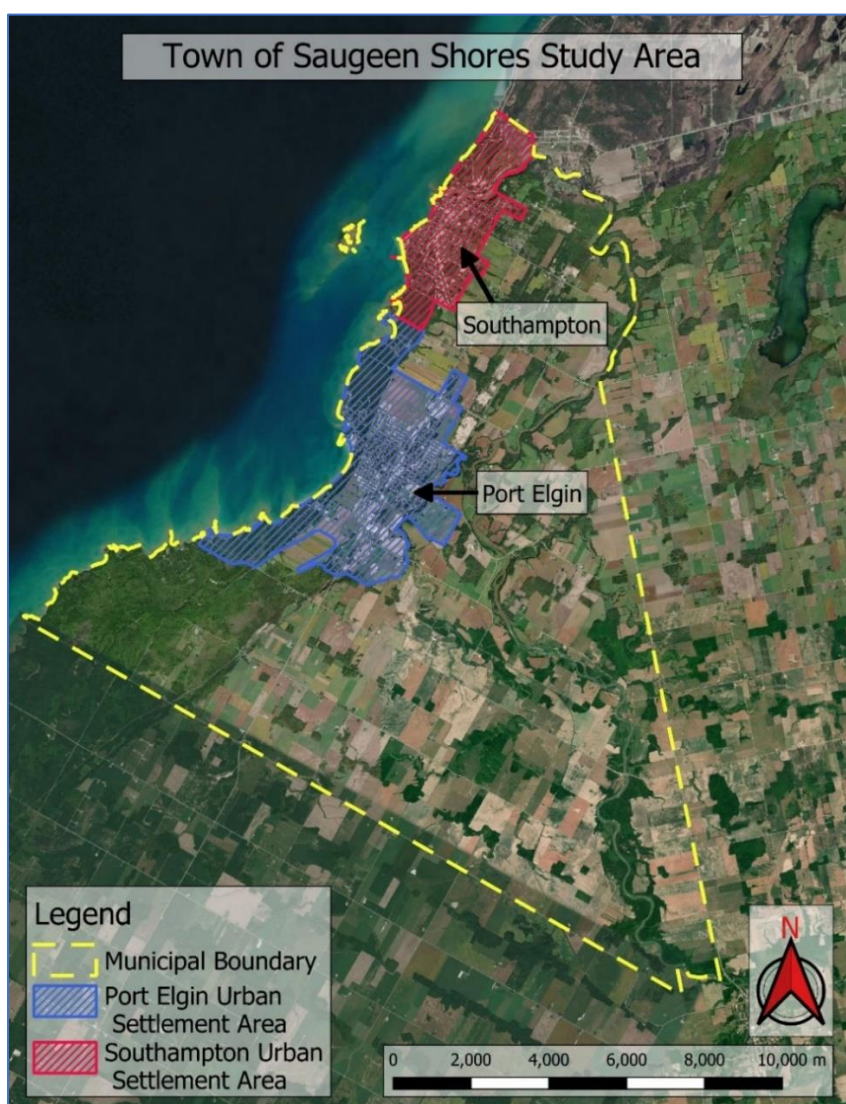 Town of Saugeen Shores Study Area
Southampton
Port Elgin
Legend
Municipal Boundary
Port Elgin Urban
Settlement Area
Southampton Urban
Settlement Area
N
0 2,000 4,000 6,000 8,000 10,000 m